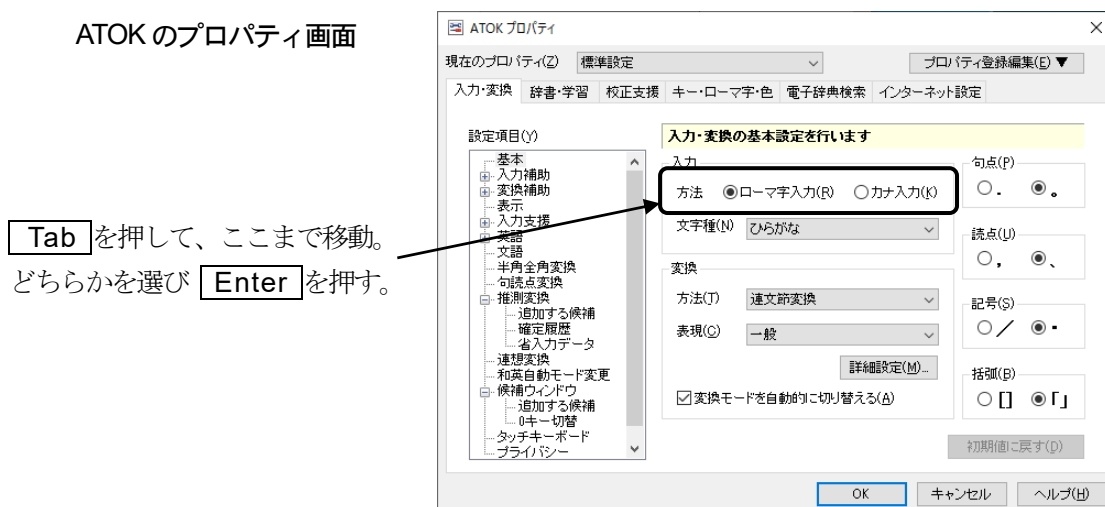 ATOKのプロパティ画面
Tab を押して、ここまで移動。
どちらかを選び Enter を押す。
ATOK プロパティ
現在のプロパティ(Z) 標準設定 プロパティ登録編集(E) ▼
入力・変換 辞書・学習 校正支援 キー・ローマ字・色 電子辞典検索 インターネット設定
設定項目(Y)
基本
入力補助
変換補助
表示
入力支援
英語
文語
半角全角変換
句読点変換
推測変換
追加する候補
確定履歴
省入力データ
連想変換
和英自動モード変更
候補ウィンドウ
追加する候補
0キー切替
タッチキーボード
プライバシー
入力・変換の基本設定を行います
入力
方法 ローマ字入力(R) カナ入力(K)
文字種(N) ひらがな
変換
方法(T) 連文節変換
表現(C) 一般
詳細設定(M)...
変換モードを自動的に切り替える(A)
句点(P)
. 。
読点(U)
, 、
記号(S)
／ ・
括弧(B)
[] 「」
初期値に戻す(D)
OK キャンセル ヘルプ(H)